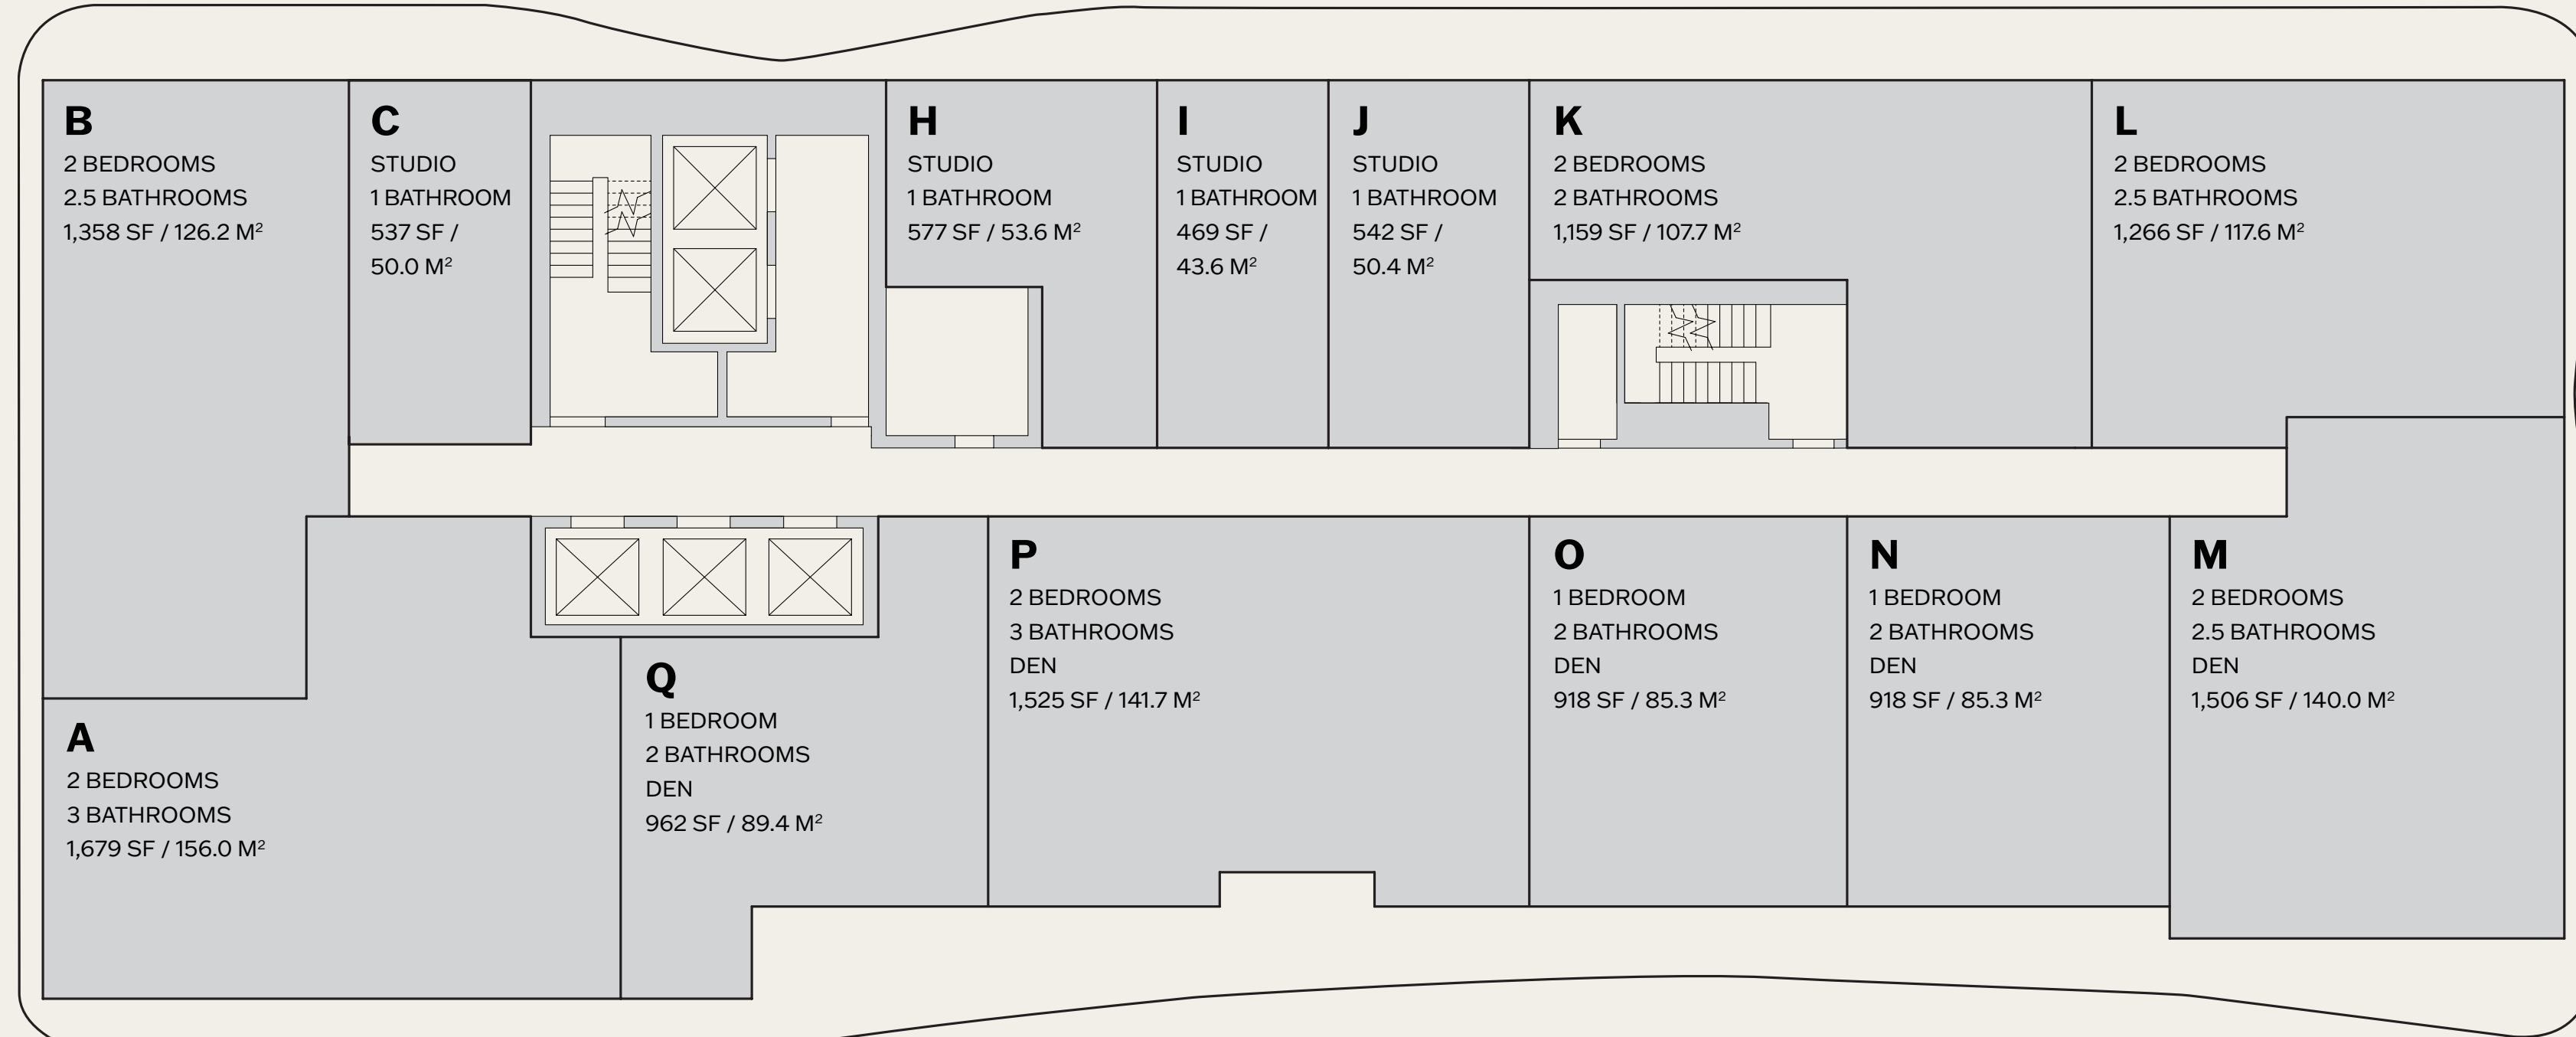 B
2 BEDROOMS
2.5 BATHROOMS
1,358 SF / 126.2 M²
C
STUDIO
1 BATHROOM
537 SF /
50.0 M²
H
STUDIO
1 BATHROOM
577 SF / 53.6 M²
I
STUDIO
1 BATHROOM
469 SF /
43.6 M²
J
STUDIO
1 BATHROOM
542 SF /
50.4 M²
K
2 BEDROOMS
2 BATHROOMS
1,159 SF / 107.7 M²
L
2 BEDROOMS
2.5 BATHROOMS
1,266 SF / 117.6 M²
A
2 BEDROOMS
3 BATHROOMS
1,679 SF / 156.0 M²
Q
1 BEDROOM
2 BATHROOMS
DEN
962 SF / 89.4 M²
P
2 BEDROOMS
3 BATHROOMS
DEN
1,525 SF / 141.7 M²
O
1 BEDROOM
2 BATHROOMS
DEN
918 SF / 85.3 M²
N
1 BEDROOM
2 BATHROOMS
DEN
918 SF / 85.3 M²
M
2 BEDROOMS
2.5 BATHROOMS
DEN
1,506 SF / 140.0 M²